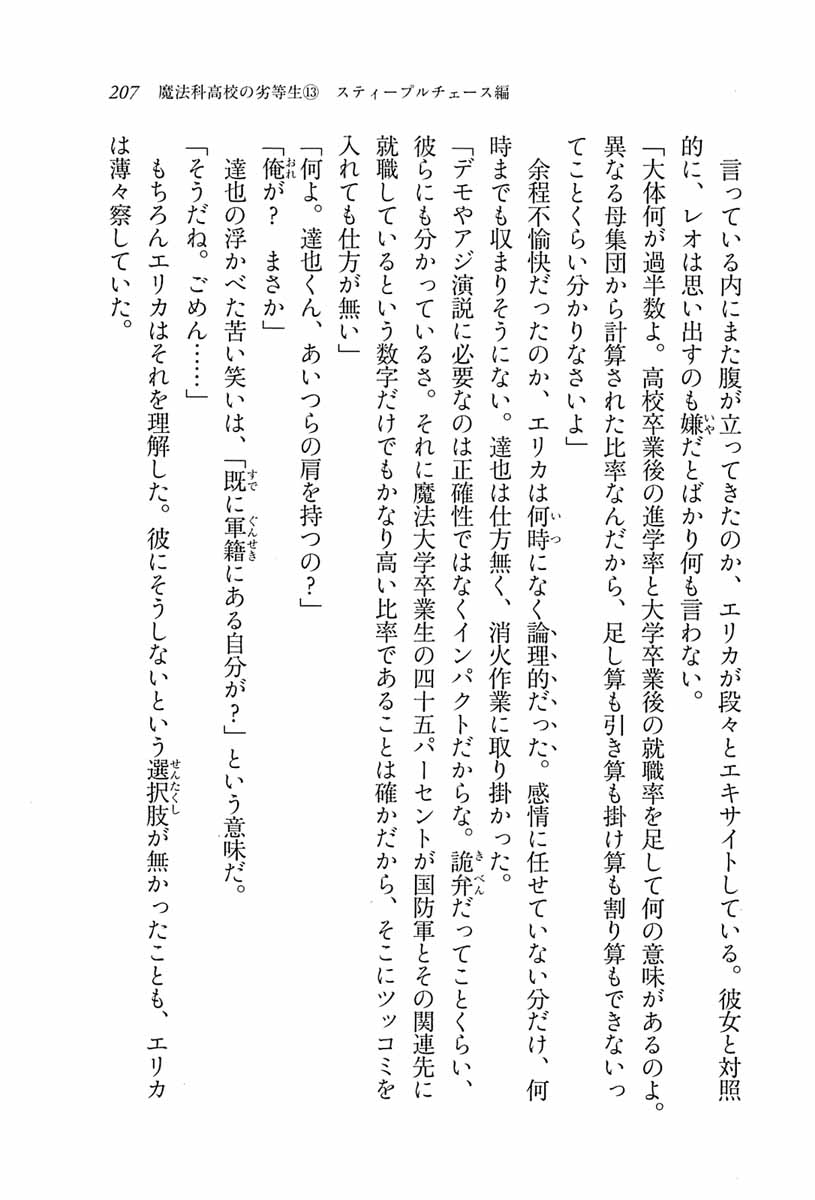 207　魔法科高校の劣等生⑬　スティープルチェース編
　言っている内にまた腹が立ってきたのか、エリカが段々とエキサイトしている。彼女と対照
的に、レオは思い出すのも嫌だとばかり何も言わない。
「大体何が過半数よ。高校卒業後の進学率と大学卒業後の就職率を足して何の意味があるのよ。
異なる母集団から計算された比率なんだから、足し算も引き算も掛け算も割り算もできないっ
てことくらい分かりなさいよ」
　余程不愉快だったのか、エリカは何時になく論理的だった。感情に任せていない分だけ、何
時までも収まりそうにない。達也は仕方無く、消火作業に取り掛かった。
「デモやアジ演説に必要なのは正確性ではなくインパクトだからな。詭弁だってことくらい、
彼らにも分かっているさ。それに魔法大学卒業生の四十五パーセントが国防軍とその関連先に
就職しているという数字だけでもかなり高い比率であることは確かだから、そこにツッコミを
入れても仕方が無い」
「何よ。達也くん、あいつらの肩を持つの？」
「俺が？　まさか」
　達也の浮かべた苦い笑いは、「既に軍籍にある自分が？」という意味だ。
「そうだね。ごめん……」
　もちろんエリカはそれを理解した。彼にそうしないという選択肢が無かったことも、エリカ
は薄々察していた。